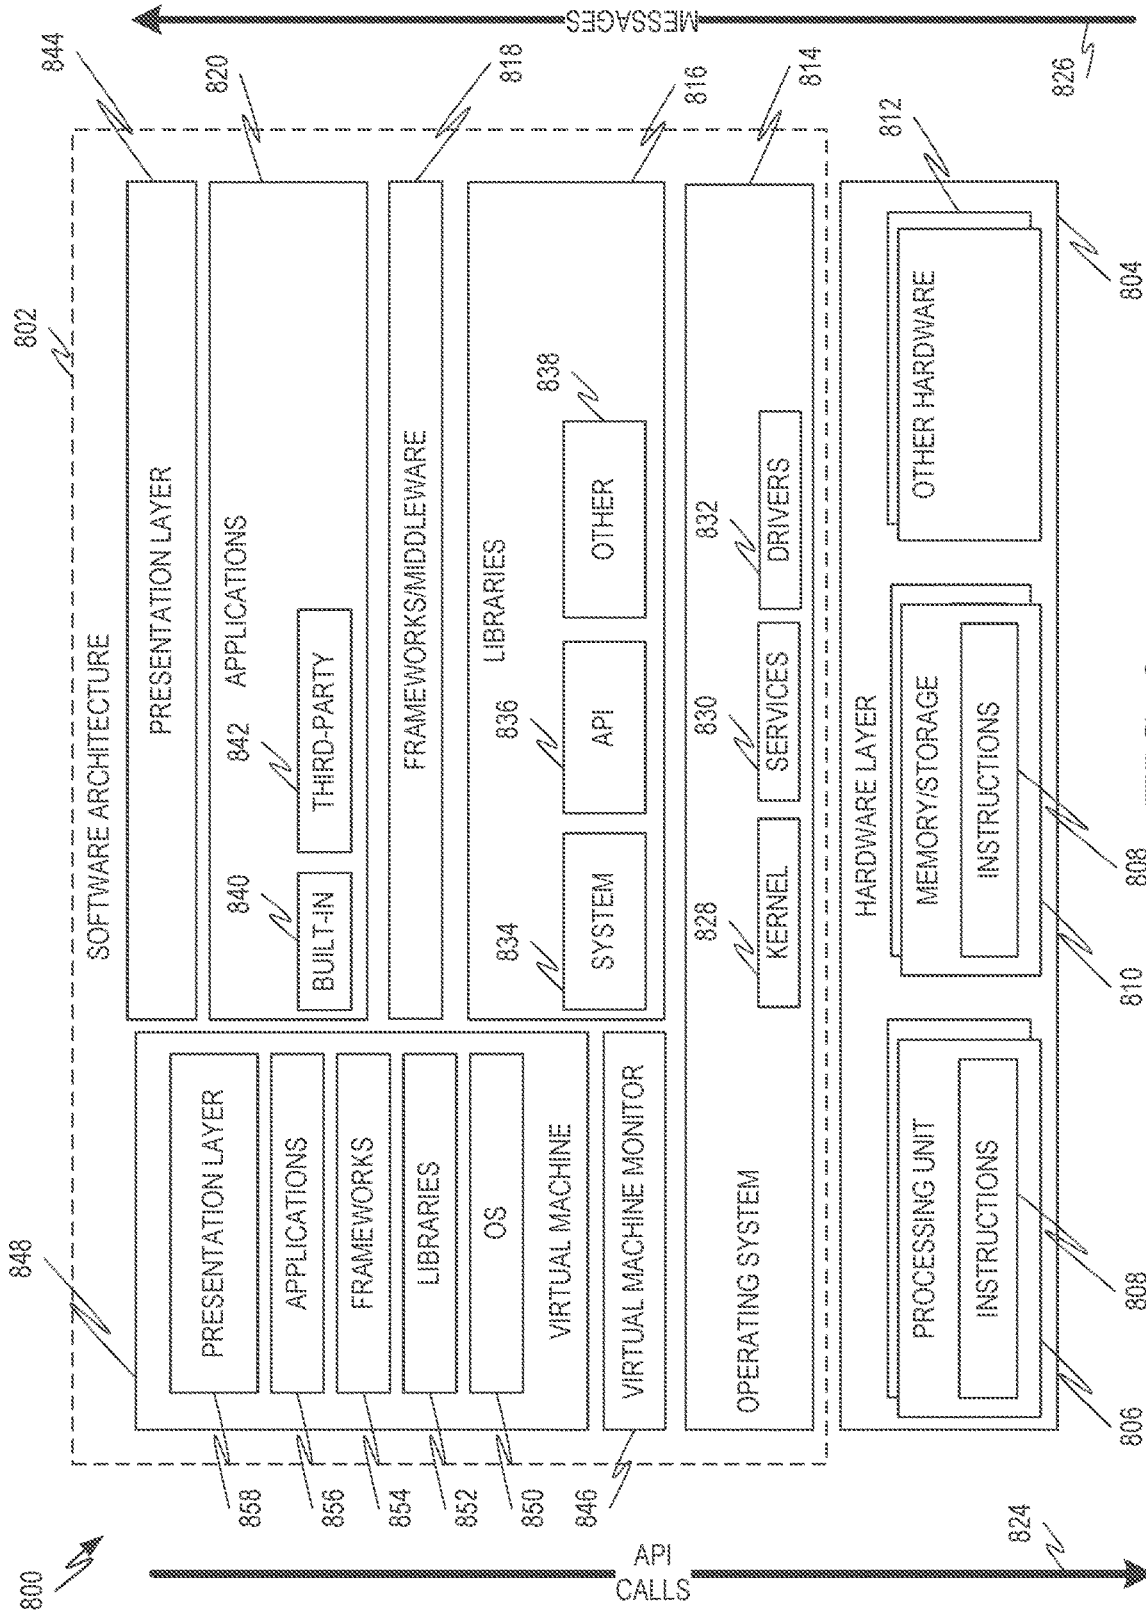 800
802
SOFTWARE ARCHITECTURE
848
844
PRESENTATION LAYER
858
PRESENTATION LAYER
820
APPLICATIONS
840
BUILT-IN
842
THIRD-PARTY
856
APPLICATIONS
854
FRAMEWORKS
818
FRAMEWORKS/MIDDLEWARE
852
LIBRARIES
850
OS
VIRTUAL MACHINE
816
LIBRARIES
834
SYSTEM
836
API
838
OTHER
846
VIRTUAL MACHINE MONITOR
814
OPERATING SYSTEM
828
KERNEL
830
SERVICES
832
DRIVERS
API
CALLS
824
MESSAGES
826
HARDWARE LAYER
804
PROCESSING UNIT
INSTRUCTIONS
806
808
MEMORY/STORAGE
INSTRUCTIONS
810
808
OTHER HARDWARE
812